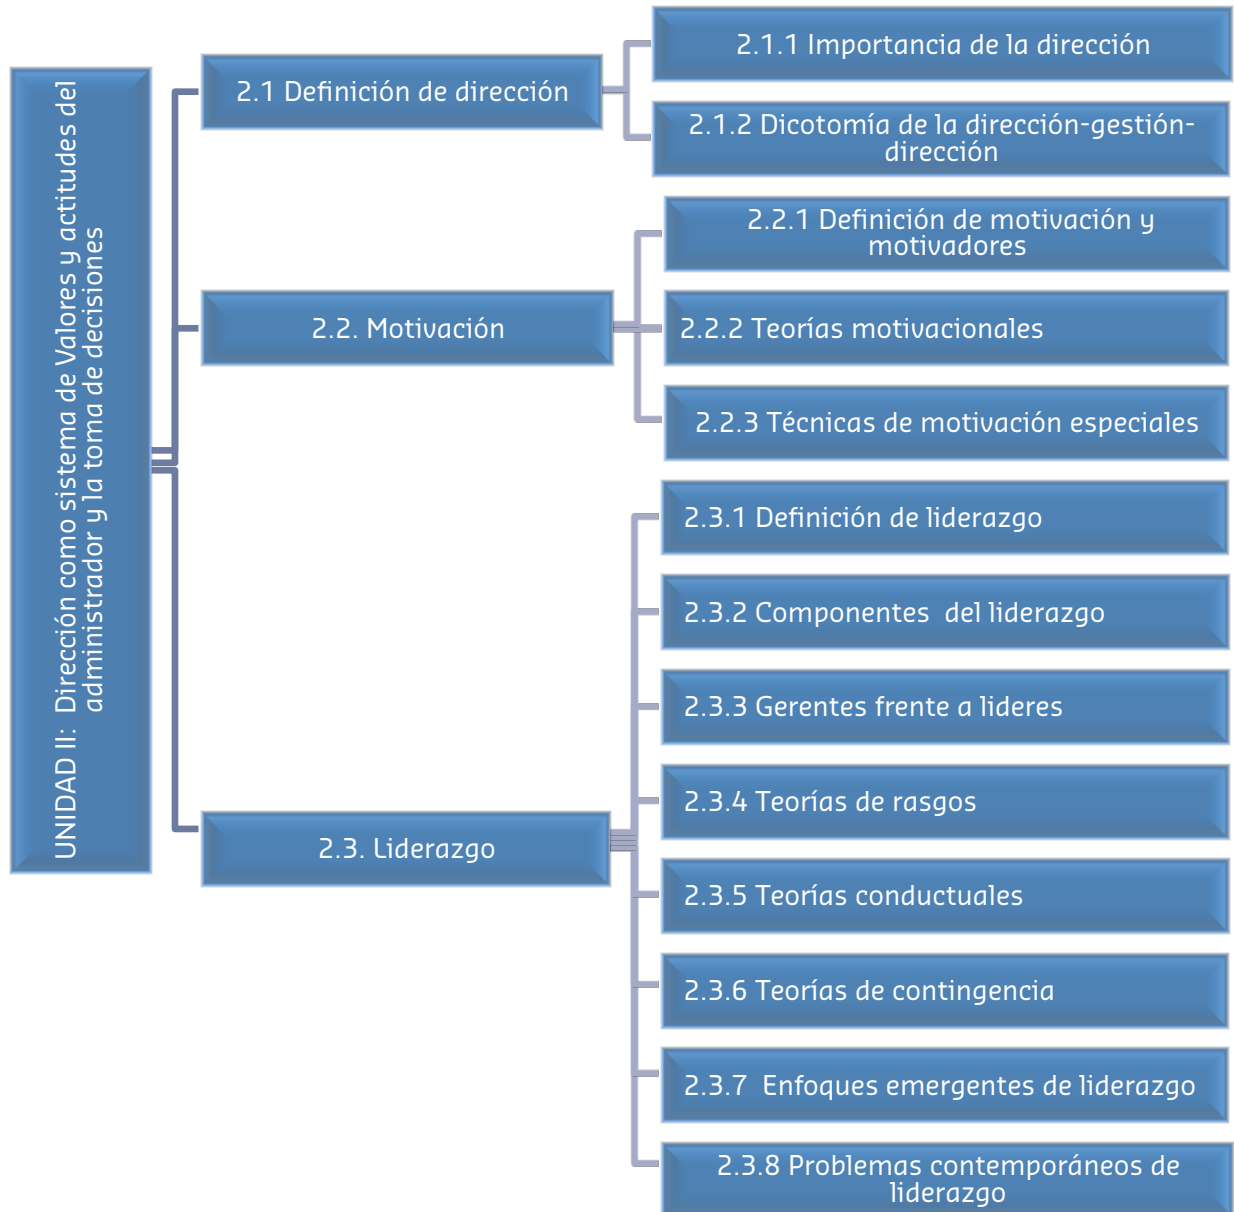 UNIDAD II:  Dirección como sistema de Valores y actitudes del
administrador y la toma de decisiones
2.1 Definición de dirección
2.1.1 Importancia de la dirección
2.1.2 Dicotomía de la dirección-gestión-
dirección
2.2. Motivación
2.2.1 Definición de motivación y
motivadores
2.2.2 Teorías motivacionales
2.2.3 Técnicas de motivación especiales
2.3. Liderazgo
2.3.1 Definición de liderazgo
2.3.2 Componentes  del liderazgo
2.3.3 Gerentes frente a lideres
2.3.4 Teorías de rasgos
2.3.5 Teorías conductuales
2.3.6 Teorías de contingencia
2.3.7  Enfoques emergentes de liderazgo
2.3.8 Problemas contemporáneos de
liderazgo